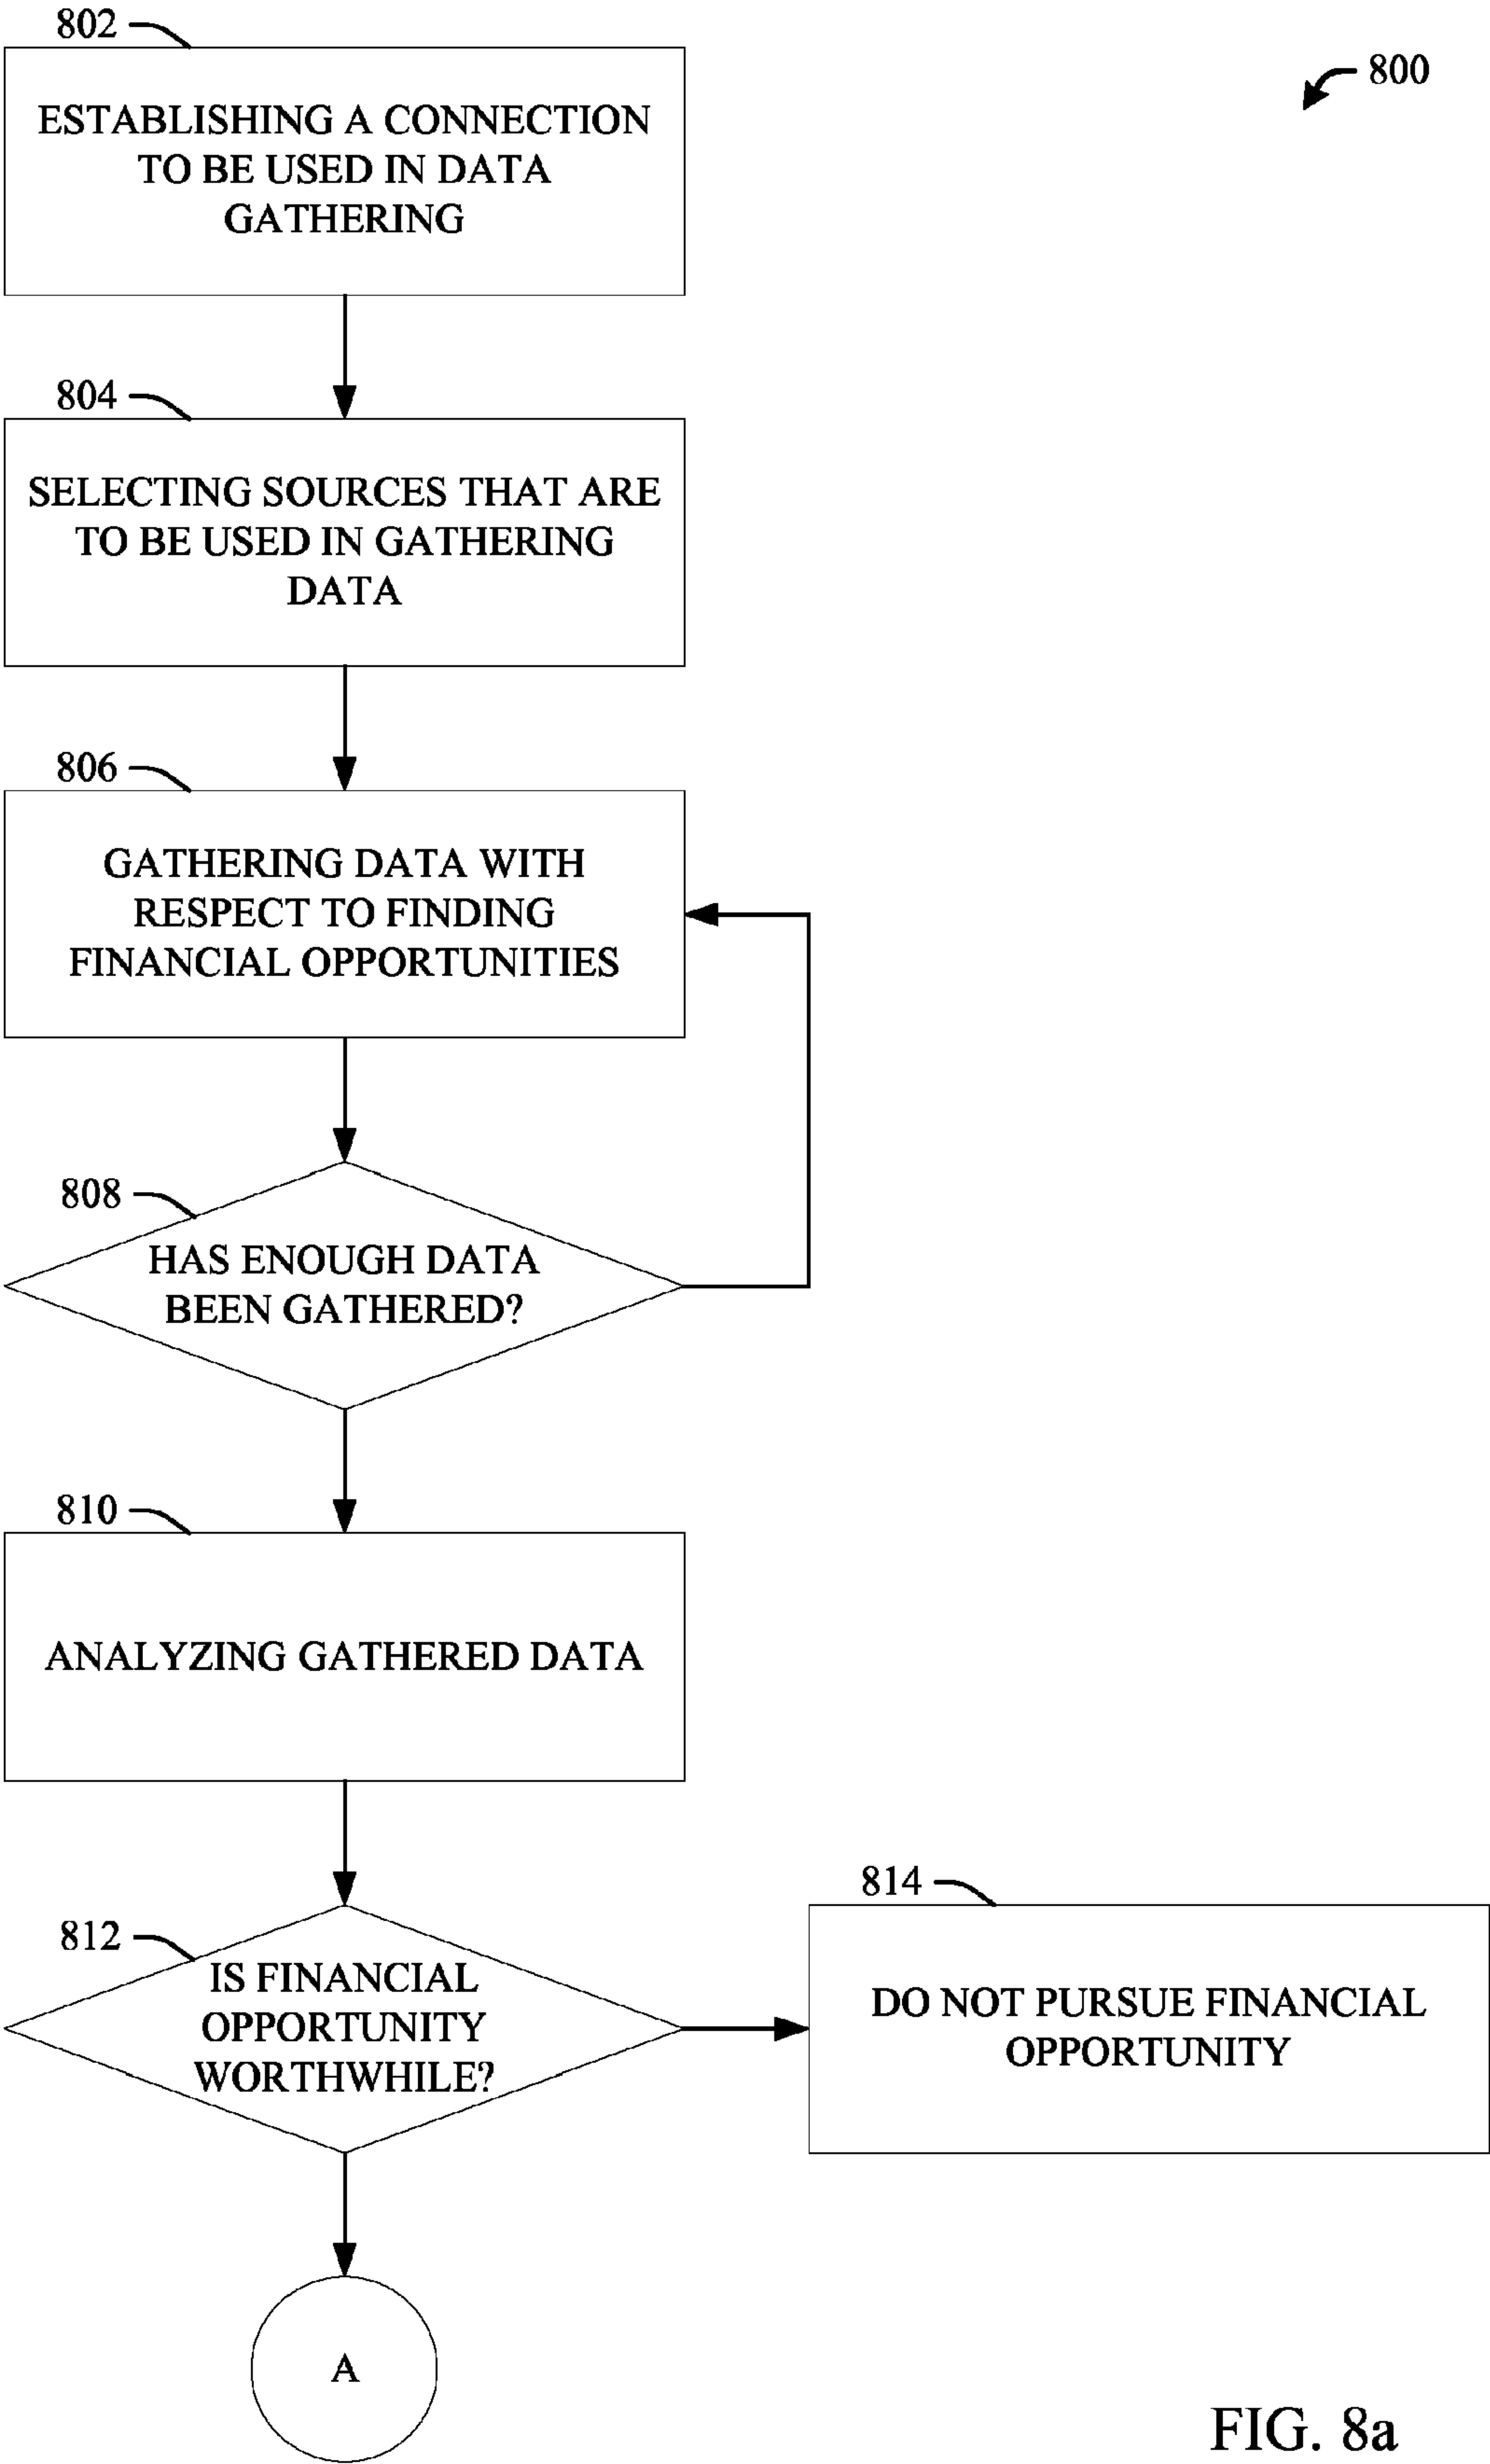 802
800
ESTABLISHING A CONNECTION
TO BE USED IN DATA
GATHERING
804
SELECTING SOURCES THAT ARE
TO BE USED IN GATHERING
DATA
806
GATHERING DATA WITH
RESPECT TO FINDING
FINANCIAL OPPORTUNITIES
808
HAS ENOUGH DATA
BEEN GATHERED?
810
ANALYZING GATHERED DATA
812
IS FINANCIAL
OPPORTUNITY
WORTHWHILE?
814
DO NOT PURSUE FINANCIAL
OPPORTUNITY
A
FIG. 8a